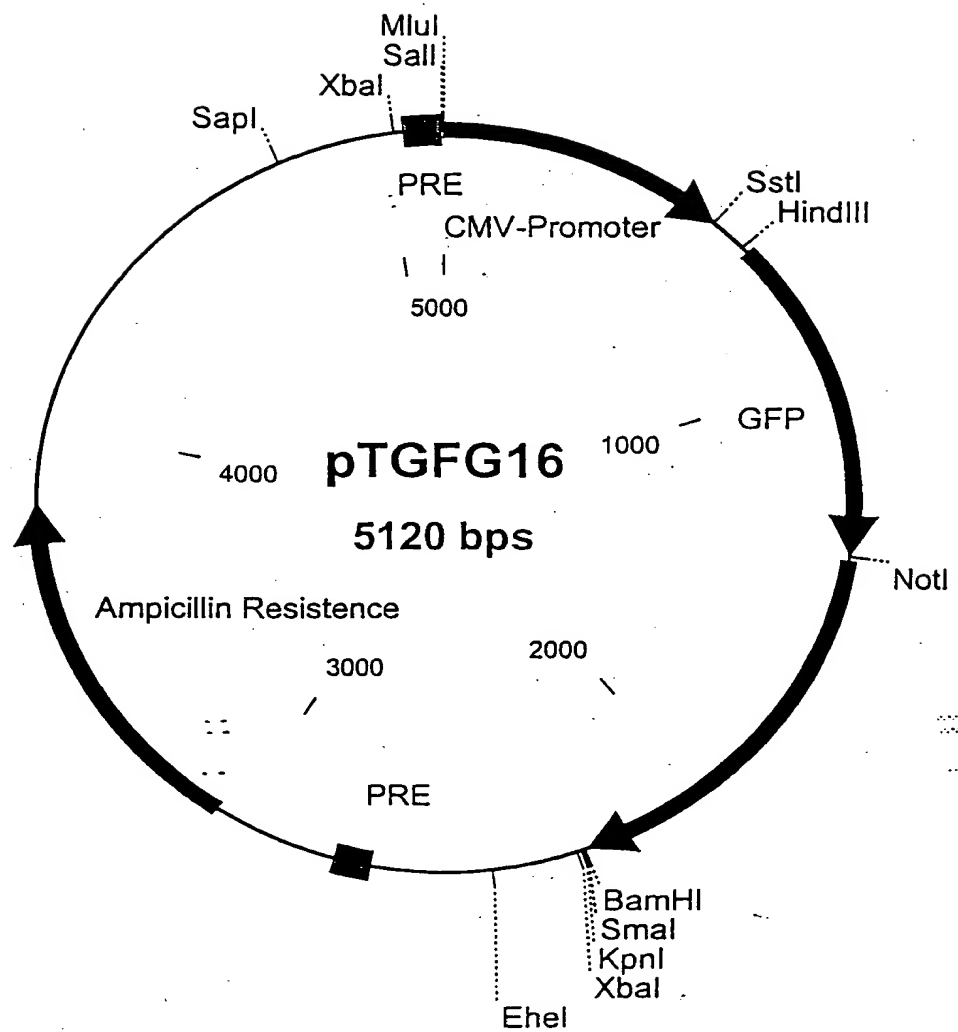 MluI
SalI
XbaI
SapI
PRE
SstI
HindIII
CMV-Promoter
5000
GFP
1000
4000
pTGFG16
5120 bps
NotI
Ampicillin Resistence
2000
3000
PRE
BamHI
SmaI
KpnI
XbaI
EheI